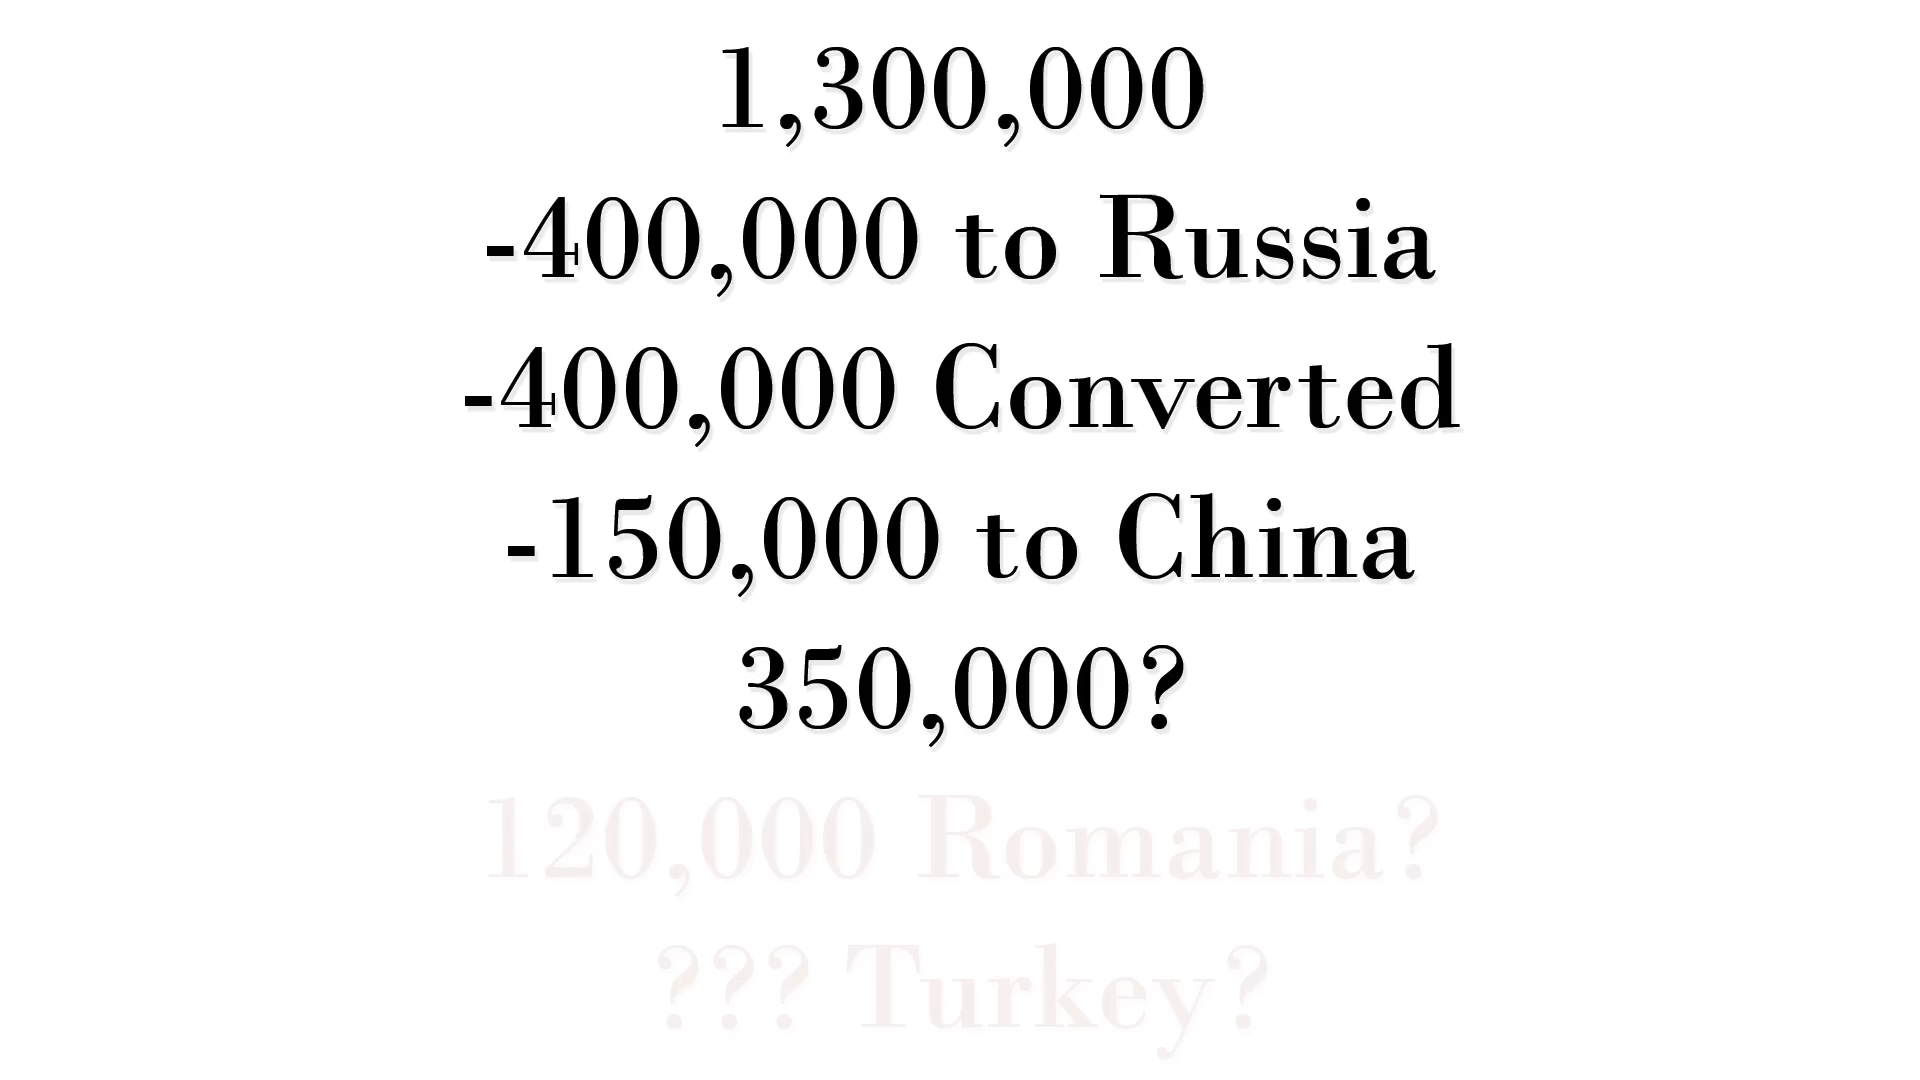 1,300,000
-400,000 to Russia
-400,000 Converted
-150,000 to China
350,000?
120,000 Romania?
??? Turkey?